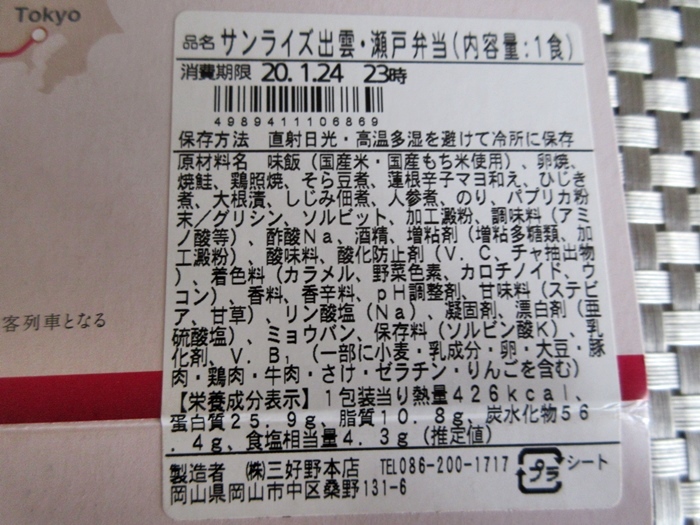 Tokyo
品名 サンライズ出雲・瀬戸弁当(内容量:1食)
消費期限 20.1.24 23時
4989411106869
保存方法 直射日光・高温多湿を避けて冷所に保存
原材料名 味飯(国産米・国産もち米使用)、卵焼、
焼鮭、鶏照焼、そら豆煮、蓮根辛子マヨ和え、ひじき
煮、大根漬、しじみ佃煮、人参煮、のり、パプリカ粉
末/グリシン、ソルビット、加工澱粉、調味料(アミ
ノ酸等)、酢酸Na、酒精、増粘剤(増粘多糖類、加
工澱粉)、酸味料、酸化防止剤(V.C、チャ抽出物
)、着色料(カラメル、野菜色素、カロチノイド、ウ
コン)、香料、香辛料、pH調整剤、甘味料(ステビ
ア、甘草)、リン酸塩(Na)、凝固剤、漂白剤(亜
硫酸塩)、ミョウバン、保存料(ソルビン酸K)、乳
化剤、V.B₁、(一部に小麦・乳成分・卵・大豆・豚
肉・鶏肉・牛肉・さけ・ゼラチン・りんごを含む)
【栄養成分表示】1包装当り熱量426kcal、
蛋白質25.9g、脂質10.8g、炭水化物56
.4g、食塩相当量4.3g(推定値)
製造者 (株)三好野本店 TEL086-200-1717 プラ シート
岡山県岡山市中区桑野131-6
客列車となる